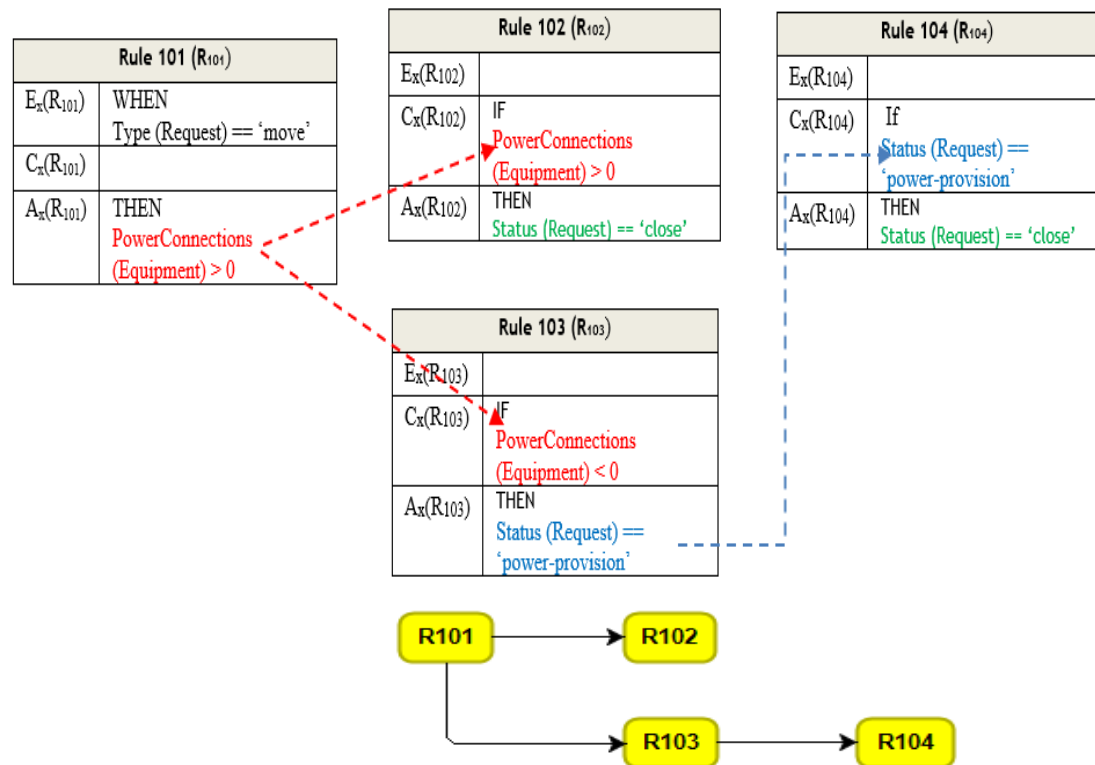 Rule 101 (R101)
Ex(R101)
WHEN
Type (Request) == ‘move’
Cx(R101)
Ax(R101)
THEN
PowerConnections
(Equipment) > 0
Rule 102 (R102)
Ex(R102)
Cx(R102)
IF
PowerConnections
(Equipment) > 0
Ax(R102)
THEN
Status (Request) == ‘close’
Rule 104 (R104)
Ex(R104)
Cx(R104)
If
Status (Request) ==
‘power-provision’
Ax(R104)
THEN
Status (Request) == ‘close’
Rule 103 (R103)
Ex(R103)
Cx(R103)
IF
PowerConnections
(Equipment) < 0
Ax(R103)
THEN
Status (Request) ==
‘power-provision’
R101
R102
R103
R104